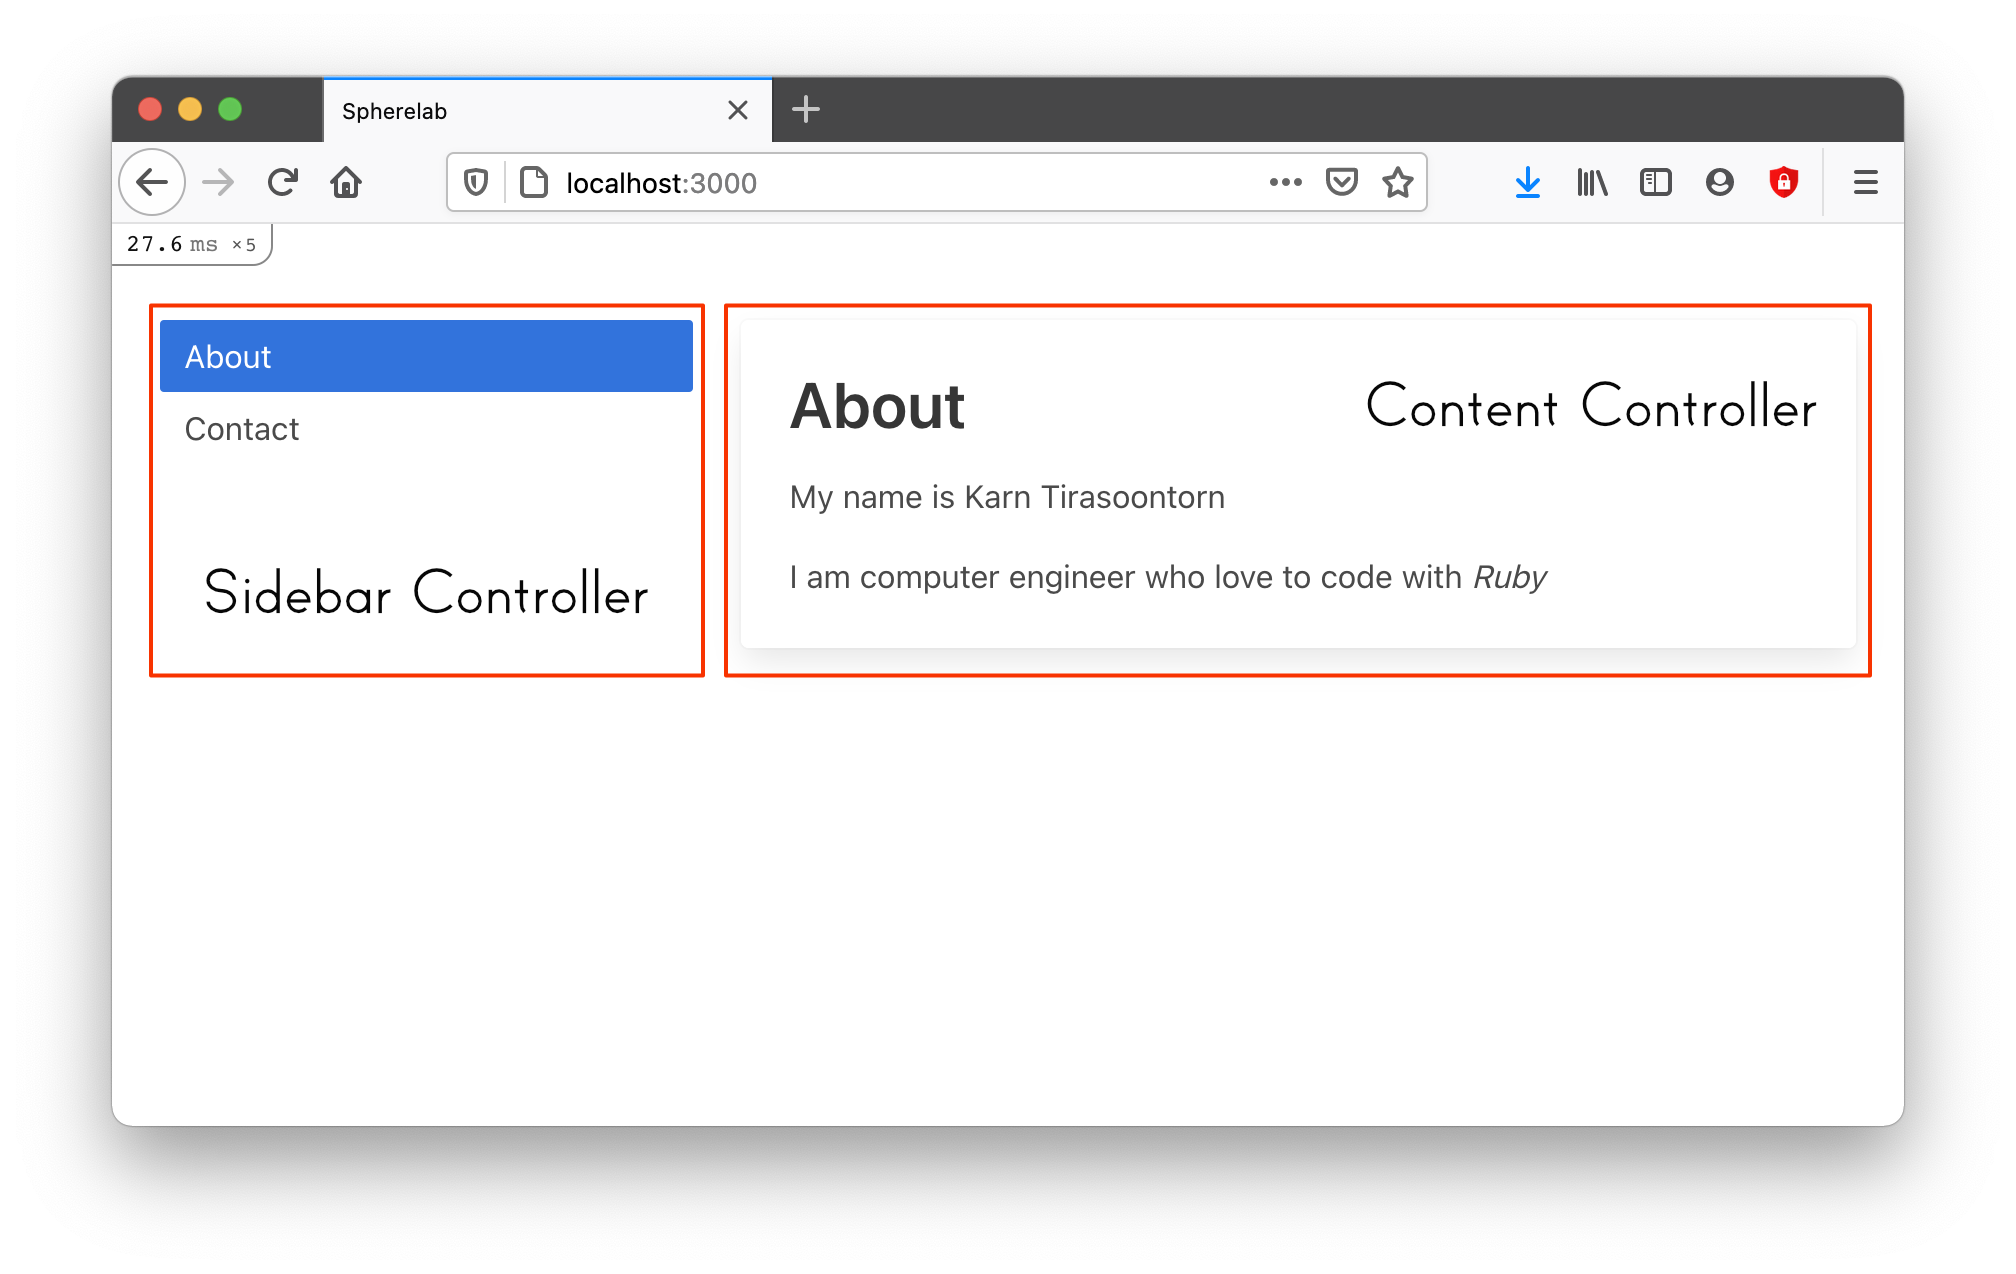 Spherelab
localhost:3000
27.6 ms ×5
About
Contact
Sidebar Controller
About
Content Controller
My name is Karn Tirasoontorn
I am computer engineer who love to code with Ruby